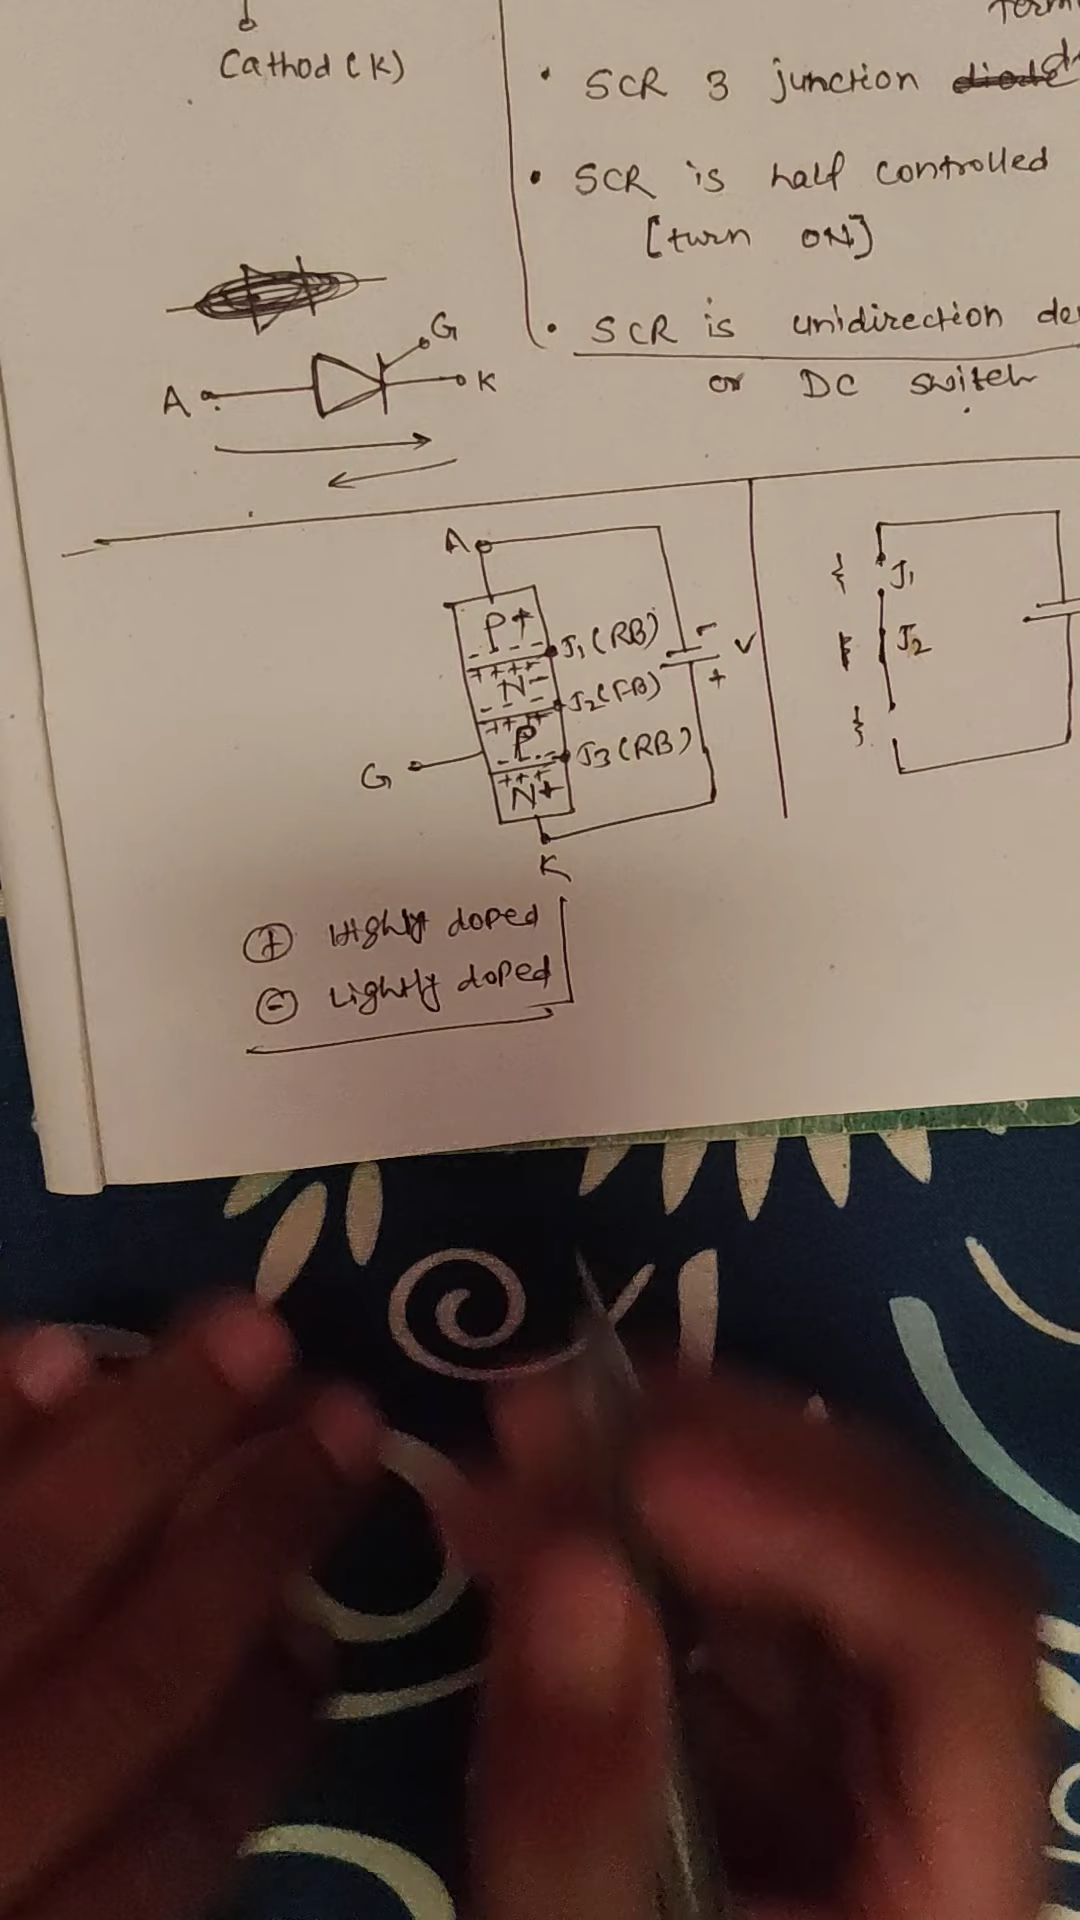 Cathod (K)
• SCR 3 junction
• SCR is half controlled
[turn ON]
• SCR is unidirection
or DC switch
G
A
K
A
P+
- - - -
J1 (RB)
+ + + +
N-
- - -
J2 (FB)
+ + + +
P
- - - -
J3 (RB)
+ + +
N+
G
K
-
V
+
J1
J2
⊕ Highly doped
⊖ Lightly doped